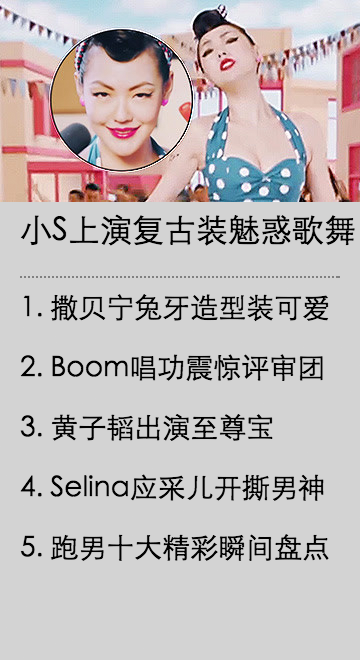 小S上演复古装魅惑歌舞
1. 撒贝宁兔牙造型装可爱
2. Boom唱功震惊评审团
3. 黄子韬出演至尊宝
4. Selina应采儿开撕男神
5. 跑男十大精彩瞬间盘点